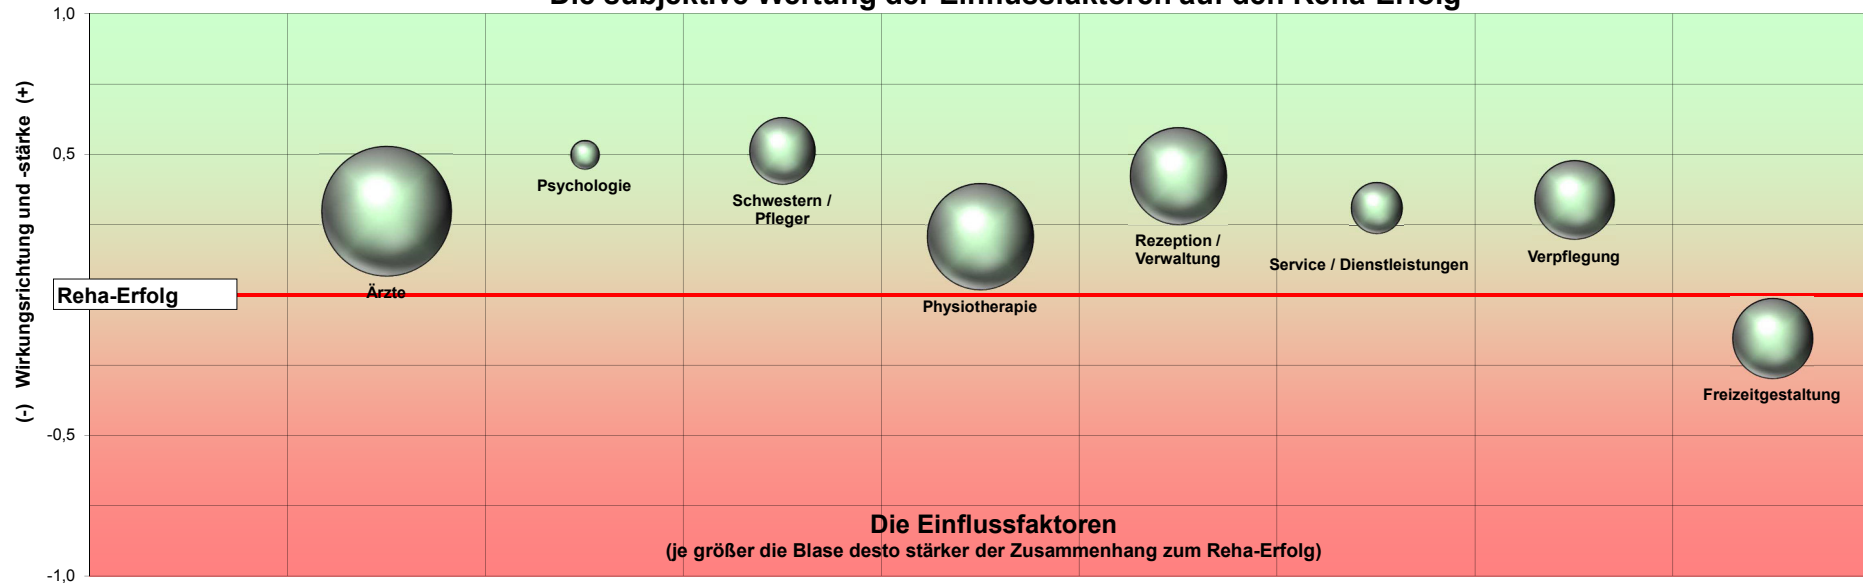 Die subjektive Wertung der Einflussfaktoren auf den Reha-Erfolg
1,0
(-) Wirkungsrichtung und -stärke (+)
0,5
Psychologie
Schwestern /
Pfleger
Rezeption /
Verwaltung
Service / Dienstleistungen
Verpflegung
Reha-Erfolg
Ärzte
Physiotherapie
Freizeitgestaltung
-0,5
Die Einflussfaktoren
(je größer die Blase desto stärker der Zusammenhang zum Reha-Erfolg)
-1,0